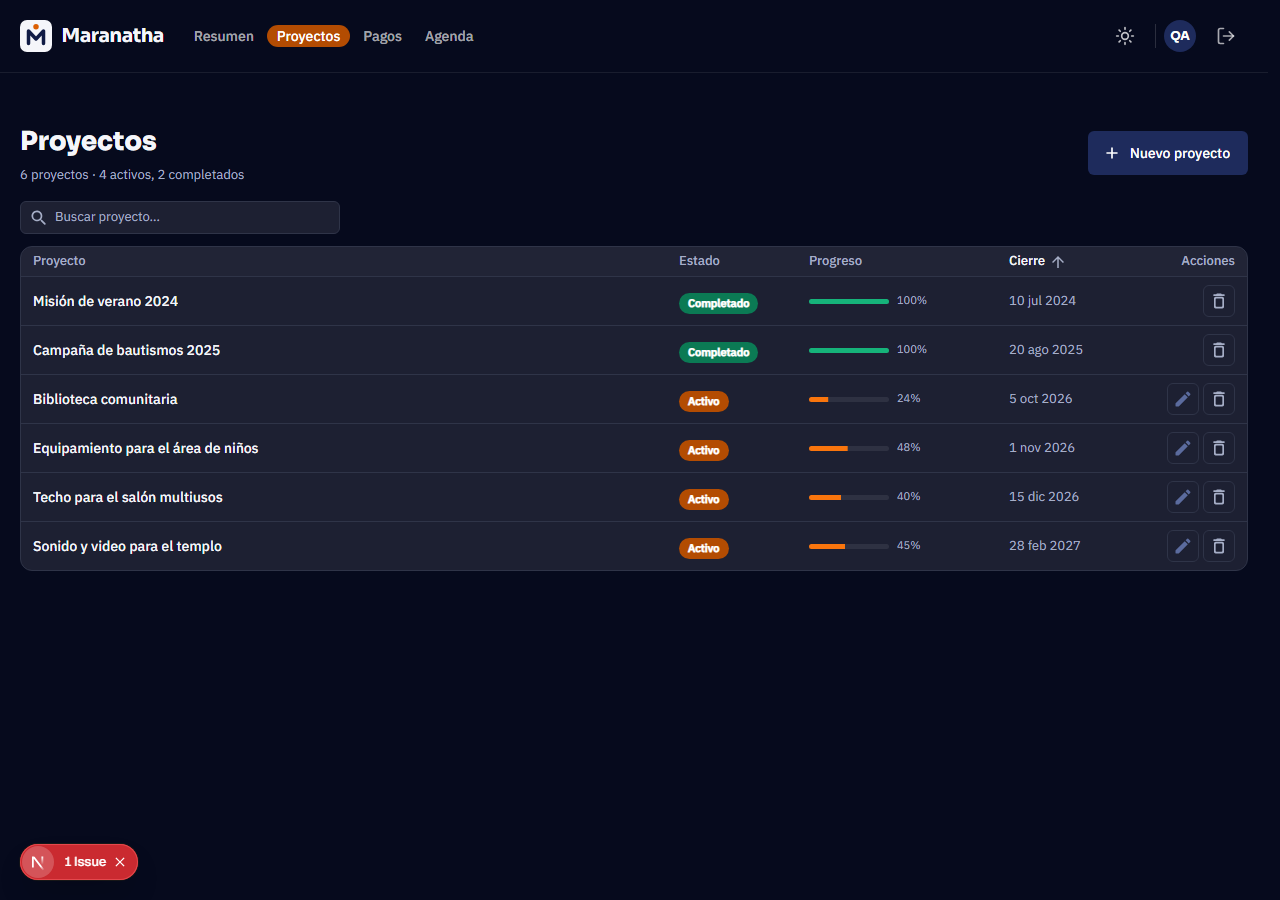 Maranatha Resumen Proyectos Pagos Agenda QA
Proyectos
6 proyectos · 4 activos, 2 completados
+ Nuevo proyecto
Buscar proyecto...
Proyecto Estado Progreso Cierre ↑ Acciones
Misión de verano 2024 Completado 100% 10 jul 2024
Campaña de bautismos 2025 Completado 100% 20 ago 2025
Biblioteca comunitaria Activo 24% 5 oct 2026
Equipamiento para el área de niños Activo 48% 1 nov 2026
Techo para el salón multiusos Activo 40% 15 dic 2026
Sonido y video para el templo Activo 45% 28 feb 2027
N 1 Issue